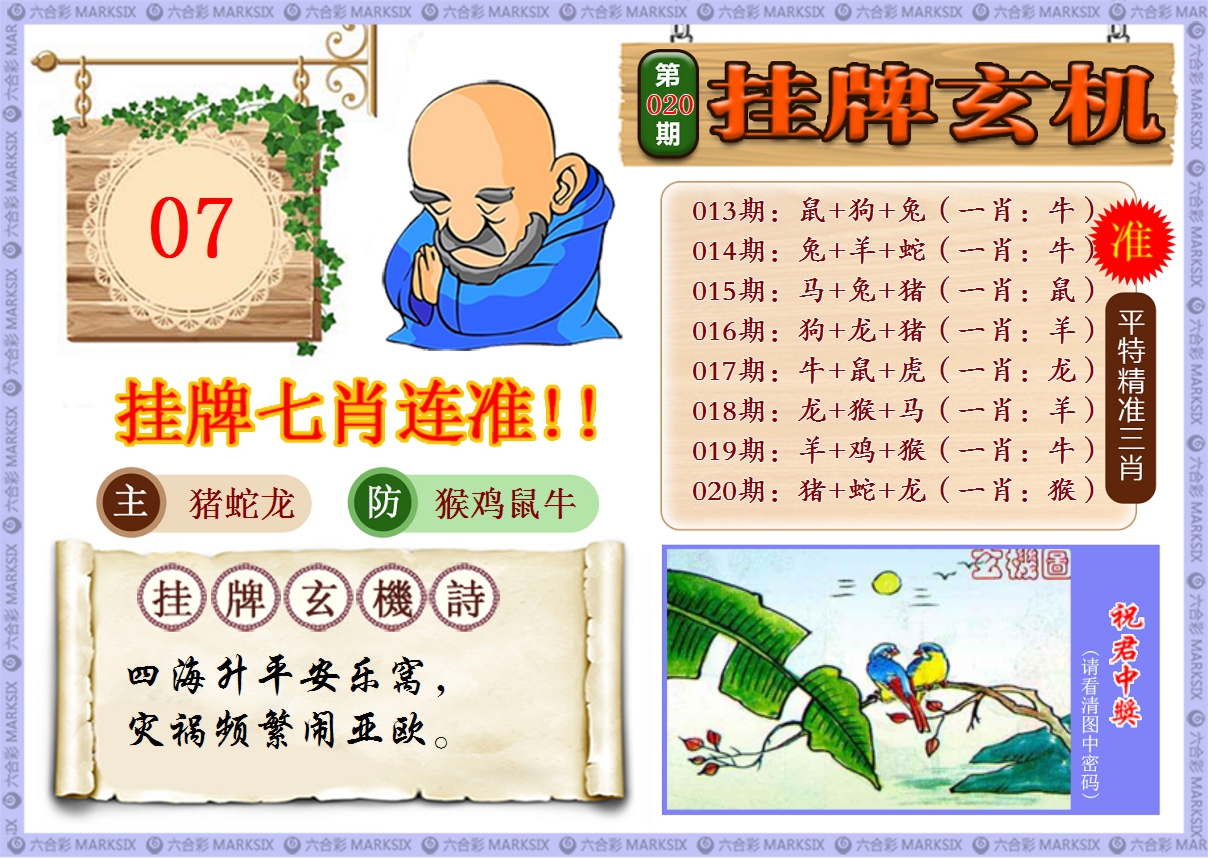 六合彩 MARKSIX
07
挂牌七肖连准!!
主 猪蛇龙
防 猴鸡鼠牛
挂牌玄機詩
四海升平安乐窝，
灾祸频繁闹亚欧。
第020期
挂牌玄机
013期：鼠+狗+兔（一肖：牛）
014期：兔+羊+蛇（一肖：牛）
015期：马+兔+猪（一肖：鼠）
016期：狗+龙+猪（一肖：羊）
017期：牛+鼠+虎（一肖：龙）
018期：龙+猴+马（一肖：羊）
019期：羊+鸡+猴（一肖：牛）
020期：猪+蛇+龙（一肖：猴）
准
平特精准三肖
玄機圖
祝君中奖
（请看清图中密码）